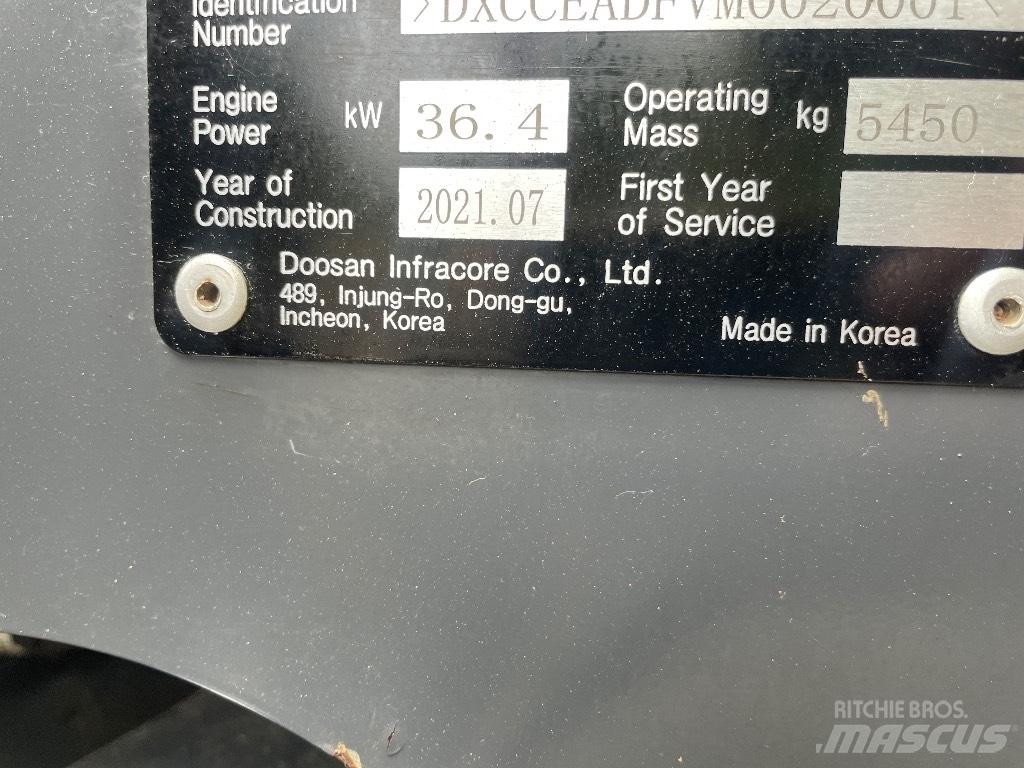 Identification
Number
Engine
Power
kW
36.4
Operating
Mass
kg
5450
Year of
Construction
2021.07
First Year
of Service
Doosan Infracore Co., Ltd.
489, Injung-Ro, Dong-gu,
Incheon, Korea
Made in Korea
RITCHIE BROS.
MASCUS